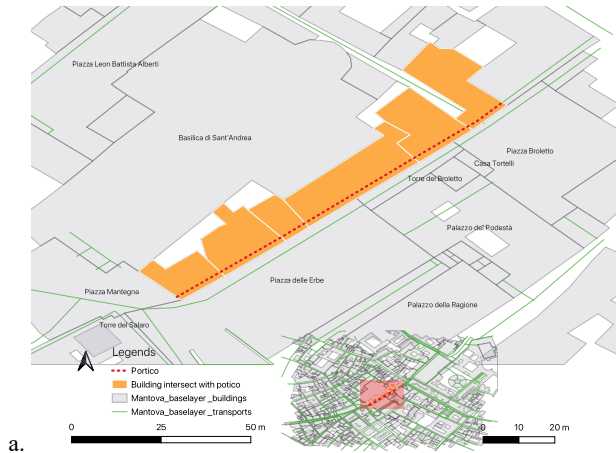 Piazza Leon Battista Alberti
Basilica di Sant'Andrea
Piazza Broletto
Casa Tortelli
Torre del Broletto
Palazzo del Podestà
Piazza delle Erbe
Piazza Mantegna
Palazzo della Ragione
Torre del Salaro
Legends
Portico
Building intersect with potico
Mantova_baselayer _buildings
Mantova_baselayer _transports
a.
0 25 50 m
0 10 20 m